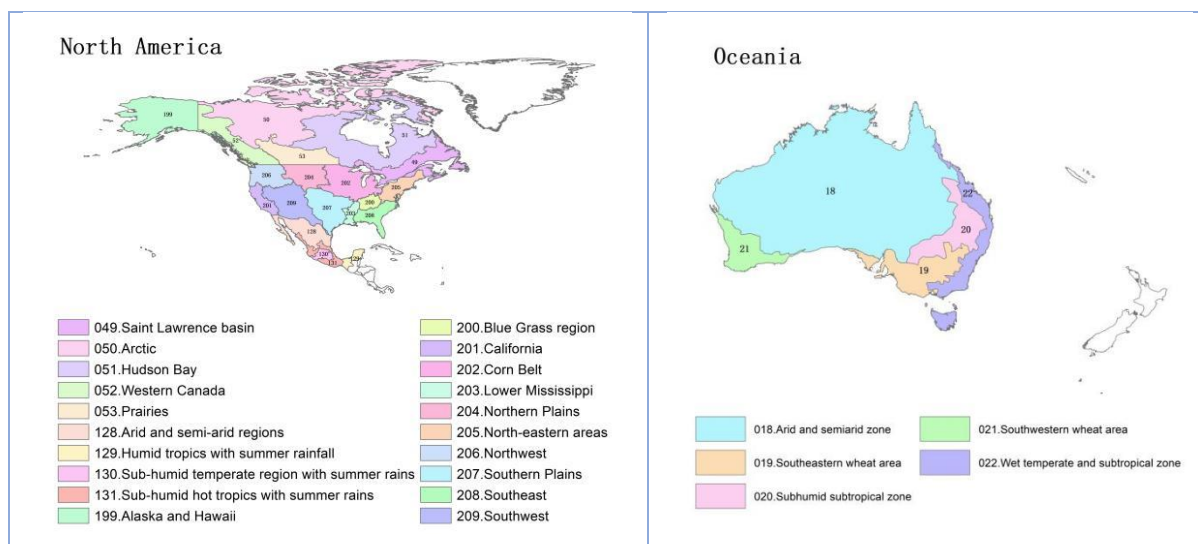 North America
199
50
51
52
53
49
206
204
202
205
201
209
207
203
200
208
128
130
129
131
049.Saint Lawrence basin
050.Arctic
051.Hudson Bay
052.Western Canada
053.Prairies
128.Arid and semi-arid regions
129.Humid tropics with summer rainfall
130.Sub-humid temperate region with summer rains
131.Sub-humid hot tropics with summer rains
199.Alaska and Hawaii
200.Blue Grass region
201.California
202.Corn Belt
203.Lower Mississippi
204.Northern Plains
205.North-eastern areas
206.Northwest
207.Southern Plains
208.Southeast
209.Southwest
Oceania
18
22
20
21
19
018.Arid and semiarid zone
019.Southeastern wheat area
020.Subhumid subtropical zone
021.Southwestern wheat area
022.Wet temperate and subtropical zone